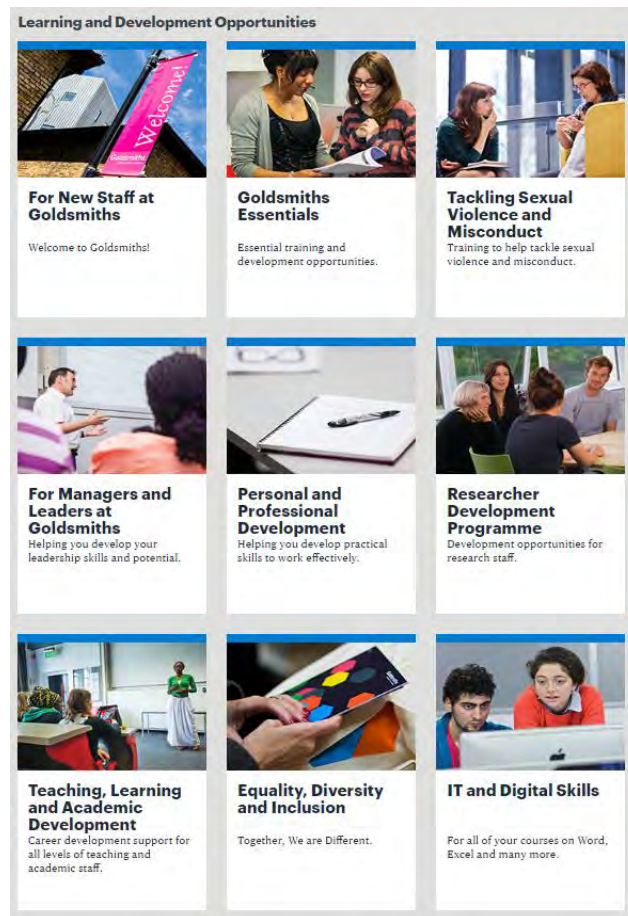 Learning and Development Opportunities
Welcome!
Goldsmiths
For New Staff at
Goldsmiths
Welcome to Goldsmiths!
Goldsmiths
Essentials
Essential training and
development opportunities.
Tackling Sexual
Violence and
Misconduct
Training to help tackle sexual
violence and misconduct.
For Managers and
Leaders at
Goldsmiths
Helping you develop your
leadership skills and potential.
Personal and
Professional
Development
Helping you develop practical
skills to work effectively.
Researcher
Development
Programme
Development opportunities for
research staff.
Teaching, Learning
and Academic
Development
Career development support for
all levels of teaching and
academic staff.
Equality, Diversity
and Inclusion
Together, We are Different.
IT and Digital Skills
For all of your courses on Word,
Excel and many more.